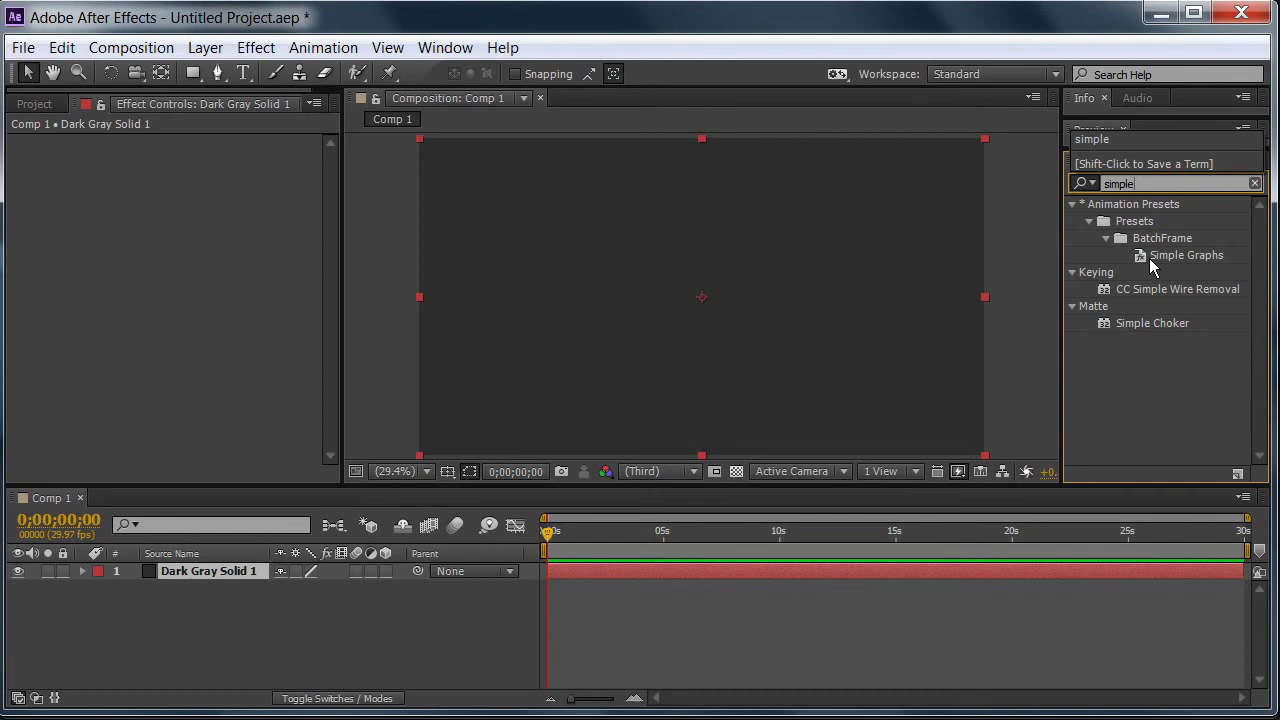 Ae Adobe After Effects - Untitled Project.aep *
File Edit Composition Layer Effect Animation View Window Help
T Snapping Workspace: Standard Search Help
Project Effect Controls: Dark Gray Solid 1 Composition: Comp 1 Info Audio
Comp 1 • Dark Gray Solid 1 Comp 1
simple
[Shift-Click to Save a Term]
simple
* Animation Presets
Presets
BatchFrame
Simple Graphs
Keying
32 CC Simple Wire Removal
Matte
32 Simple Choker
(29.4%) 0;00;00;00 (Third) Active Camera 1 View +0.
Comp 1
0;00;00;00
00000 (29.97 fps)
00s 05s 10s 15s 20s 25s 30s
# Source Name fx Parent
1 Dark Gray Solid 1 None
Toggle Switches / Modes